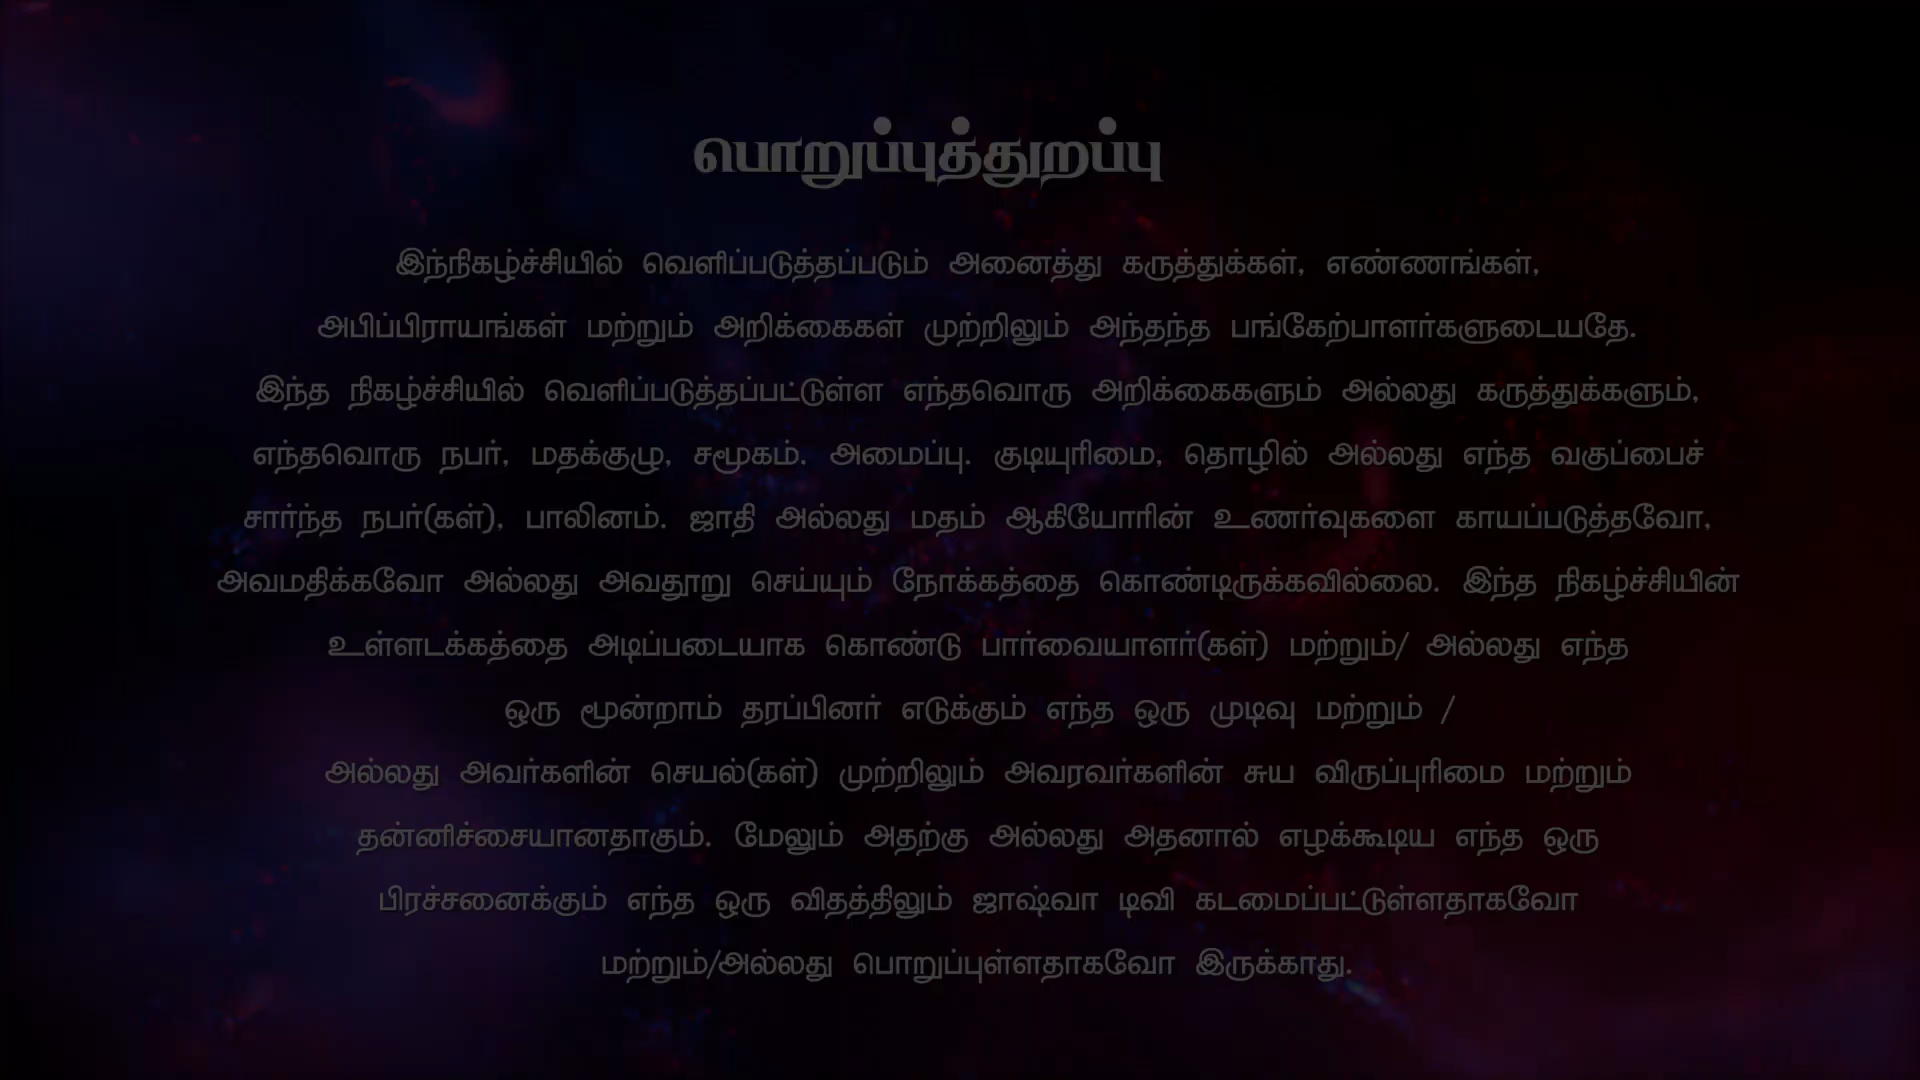 பொறுப்புத்துறப்பு
இந்நிகழ்ச்சியில் வெளிப்படுத்தப்படும் அனைத்து கருத்துக்கள், எண்ணங்கள்,
அபிப்பிராயங்கள் மற்றும் அறிக்கைகள் முற்றிலும் அந்தந்த பங்கேற்பாளர்களுடையதே.
இந்த நிகழ்ச்சியில் வெளிப்படுத்தப்பட்டுள்ள எந்தவொரு அறிக்கைகளும் அல்லது கருத்துக்களும்,
எந்தவொரு நபர், மதக்குழு, சமூகம். அமைப்பு. குடியுரிமை, தொழில் அல்லது எந்த வகுப்பைச்
சார்ந்த நபர்(கள்), பாலினம். ஜாதி அல்லது மதம் ஆகியோரின் உணர்வுகளை காயப்படுத்தவோ,
அவமதிக்கவோ அல்லது அவதூறு செய்யும் நோக்கத்தை கொண்டிருக்கவில்லை. இந்த நிகழ்ச்சியின்
உள்ளடக்கத்தை அடிப்படையாக கொண்டு பார்வையாளர்(கள்) மற்றும்/ அல்லது எந்த
ஒரு மூன்றாம் தரப்பினர் எடுக்கும் எந்த ஒரு முடிவு மற்றும் /
அல்லது அவர்களின் செயல்(கள்) முற்றிலும் அவரவர்களின் சுய விருப்புரிமை மற்றும்
தன்னிச்சையானதாகும். மேலும் அதற்கு அல்லது அதனால் எழக்கூடிய எந்த ஒரு
பிரச்சனைக்கும் எந்த ஒரு விதத்திலும் ஜாஷ்வா டிவி கடமைப்பட்டுள்ளதாகவோ
மற்றும்/அல்லது பொறுப்புள்ளதாகவோ இருக்காது.